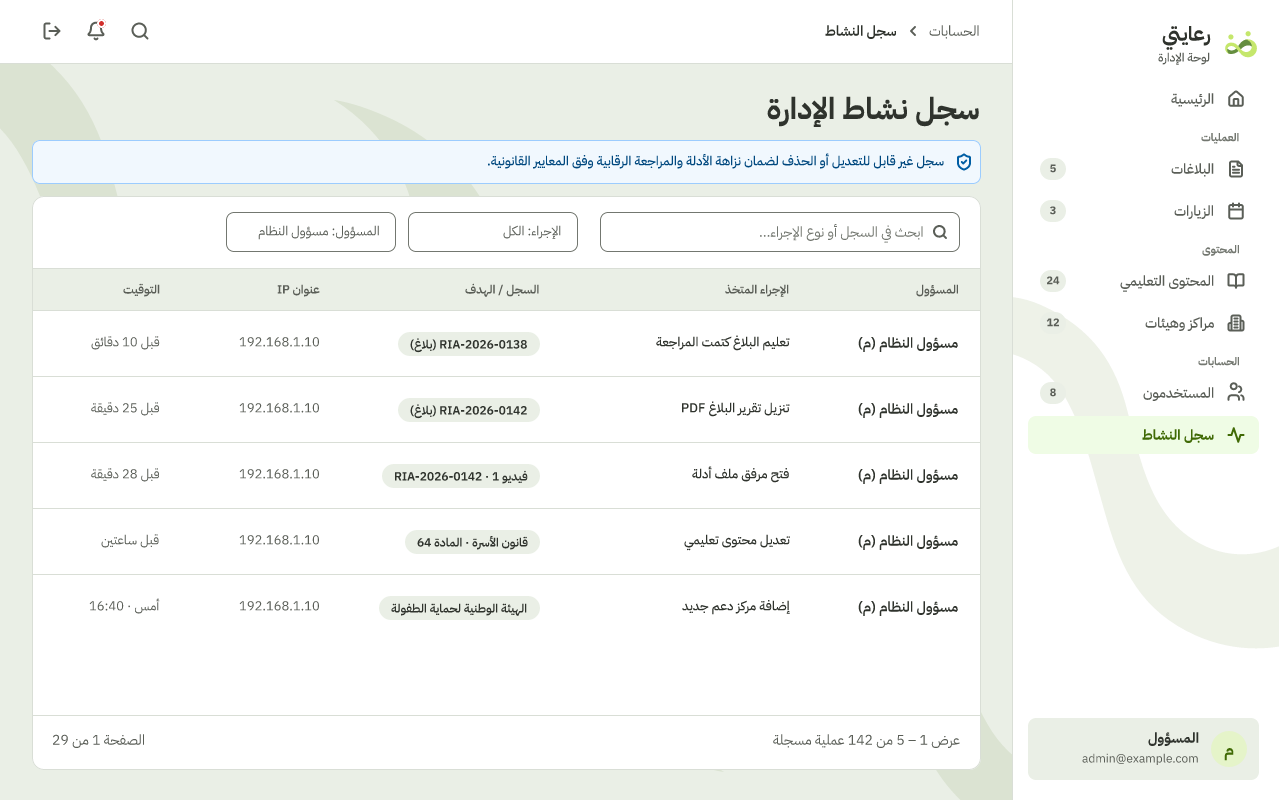 رعايتي
لوحة الإدارة
الرئيسية
العمليات
البلاغات 5
الزيارات 3
المحتوى
المحتوى التعليمي 24
مراكز وهيئات 12
الحسابات
المستخدمون 8
سجل النشاط
المسؤول
admin@example.com
م
الحسابات
سجل النشاط
سجل نشاط الإدارة
سجل غير قابل للتعديل أو الحذف لضمان نزاهة الأدلة والمراجعة الرقابية وفق المعايير القانونية.
ابحث في السجل أو نوع الإجراء... الإجراء: الكل المسؤول: مسؤول النظام
المسؤول الإجراء المتخذ السجل / الهدف عنوان IP التوقيت
مسؤول النظام (م) تعليم البلاغ كتمت المراجعة RIA-2026-0138 (بلاغ) 192.168.1.10 قبل 10 دقائق
مسؤول النظام (م) تنزيل تقرير البلاغ PDF RIA-2026-0142 (بلاغ) 192.168.1.10 قبل 25 دقيقة
مسؤول النظام (م) فتح مرفق ملف أدلة فيديو 1 · RIA-2026-0142 192.168.1.10 قبل 28 دقيقة
مسؤول النظام (م) تعديل محتوى تعليمي قانون الأسرة · المادة 64 192.168.1.10 قبل ساعتين
مسؤول النظام (م) إضافة مركز دعم جديد الهيئة الوطنية لحماية الطفولة 192.168.1.10 أمس · 16:40
عرض 1 – 5 من 142 عملية مسجلة الصفحة 1 من 29